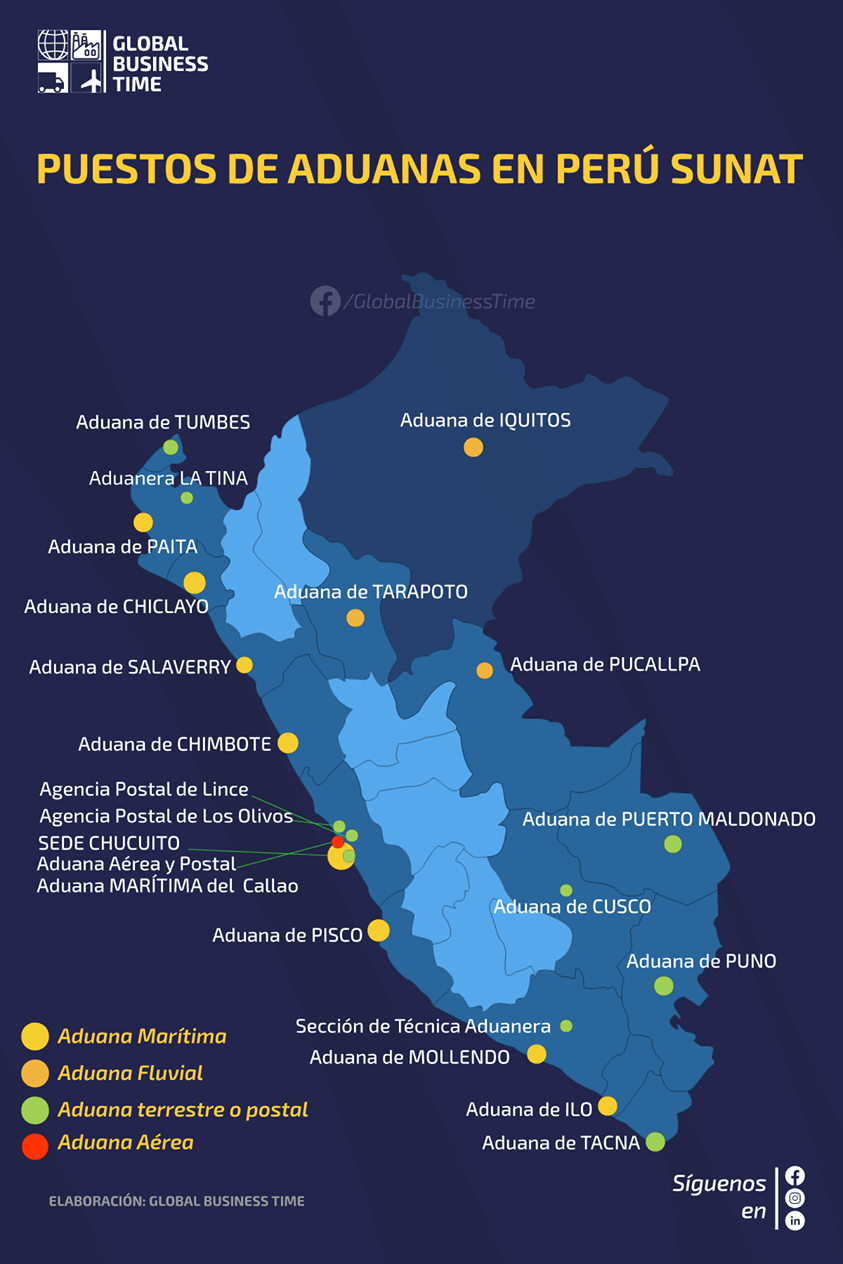 GLOBAL
BUSINESS
TIME
PUESTOS DE ADUANAS EN PERÚ SUNAT
/GlobalBusinessTime
Aduana de TUMBES
Aduana de IQUITOS
Aduanera LA TINA
Aduana de PAITA
Aduana de TARAPOTO
Aduana de CHICLAYO
Aduana de SALAVERRY
Aduana de PUCALLPA
Aduana de CHIMBOTE
Agencia Postal de Lince
Agencia Postal de Los Olivos
Aduana de PUERTO MALDONADO
SEDE CHUCUITO
Aduana Aérea y Postal
Aduana MARÍTIMA del Callao
Aduana de CUSCO
Aduana de PISCO
Aduana de PUNO
Sección de Técnica Aduanera
Aduana de MOLLENDO
Aduana de ILO
Aduana de TACNA
Aduana Marítima
Aduana Fluvial
Aduana terrestre o postal
Aduana Aérea
ELABORACIÓN: GLOBAL BUSINESS TIME
Síguenos
en